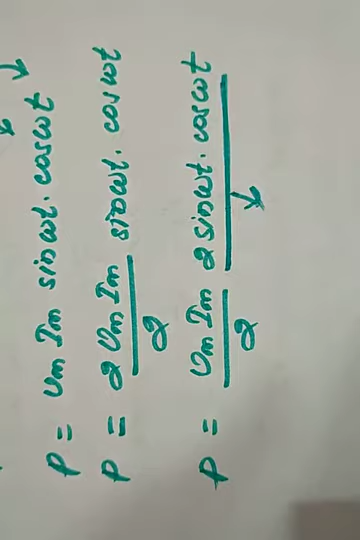 P = Vm Im sinωt. cosωt
P = 2 Vm Im / 2 sinωt. cosωt
P = Vm Im / 2 2 sinωt. cosωt